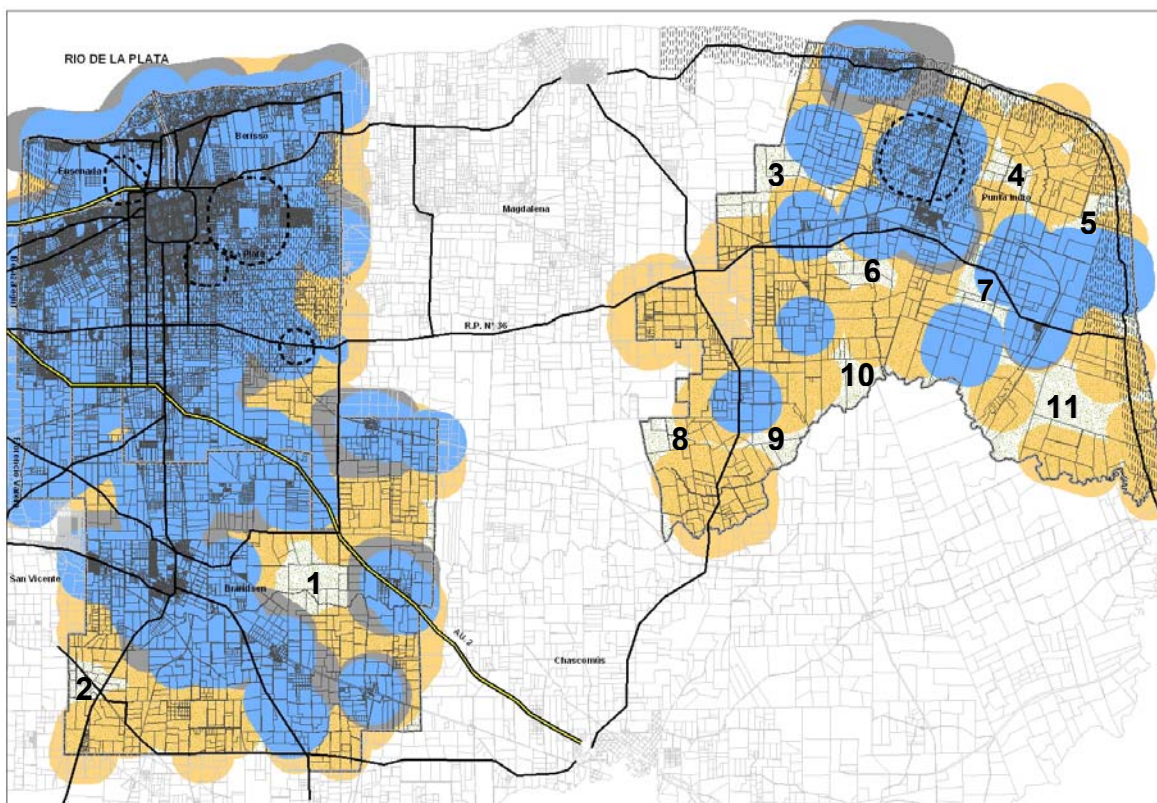 RIO DE LA PLATA
Berisso
Ensenada
3
4
Punta Indio
Magdalena
5
La Plata
6
7
R.P. N° 36
10
11
8
9
San Vicente
1
Brandsen
AU. 2
Chascomús
2